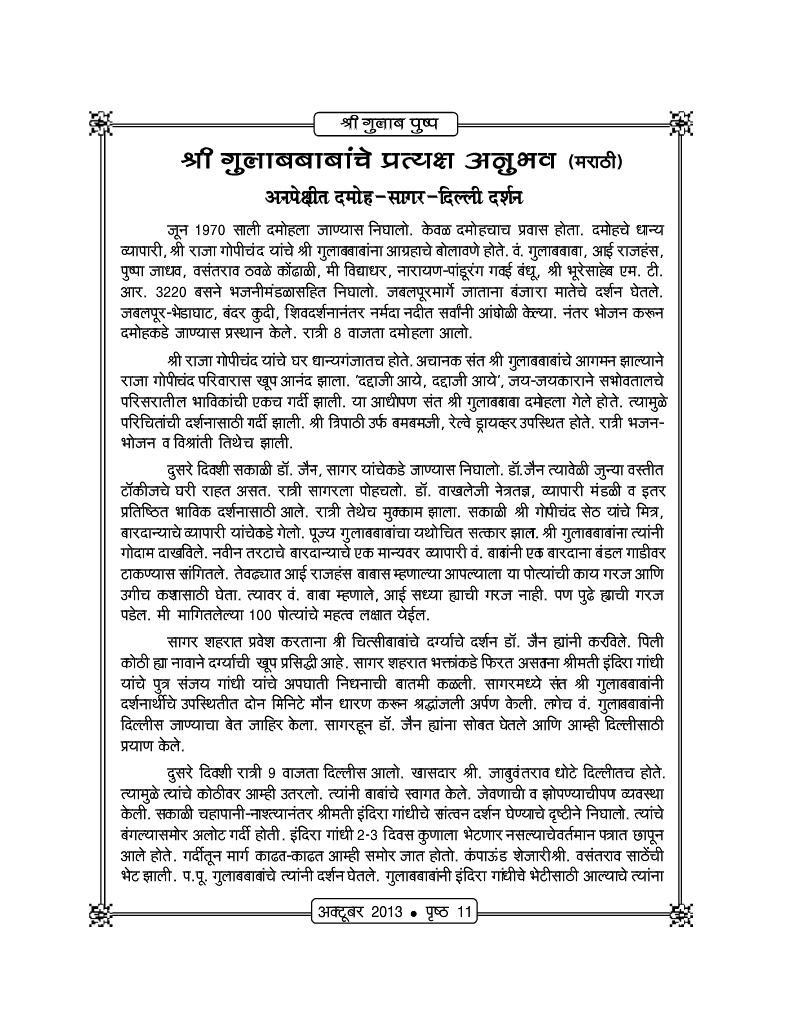 श्री गुलाब पुष्प
श्री गुलाबबाबांचे प्रत्यक्ष अनुभव (मराठी)
अनपेक्षीत दमोह-सागर-दिल्ली दर्शन
जून 1970 साली दमोहला जाण्यास निघालो. केवळ दमोहचाच प्रवास होता. दमोहचे धान्य
व्यापारी, श्री राजा गोपीचंद यांचे श्री गुलाबबाबांना आग्रहाचे बोलावणे होते. वं. गुलाबबाबा, आई राजहंस,
पुष्पा जाधव, वसंतराव ठवळे कोंढाळी, मी विद्याधर, नारायण-पांडूरंग गवई बंधू, श्री भूरेसाहेब एम. टी.
आर. 3220 बसने भजनीमंडळासहित निघालो. जबलपूरमार्गे जाताना बंजारा मातेचे दर्शन घेतले.
जबलपूर-भेडाघाट, बंदर कुदी, शिवदर्शनानंतर नर्मदा नदीत सर्वांनी आंघोळी केल्या. नंतर भोजन करून
दमोहकडे जाण्यास प्रस्थान केले. रात्री 8 वाजता दमोहला आलो.
श्री राजा गोपीचंद यांचे घर धान्यगंजातच होते. अचानक संत श्री गुलाबबाबांचे आगमन झाल्याने
राजा गोपीचंद परिवारास खूप आनंद झाला. 'दद्दाजी आये, दद्दाजी आये', जय-जयकाराने सभोवतालचे
परिसरातील भाविकांची एकच गर्दी झाली. या आधीपण संत श्री गुलाबबाबा दमोहला गेले होते. त्यामुळे
परिचितांची दर्शनासाठी गर्दी झाली. श्री त्रिपाठी उर्फ बमबमजी, रेल्वे ड्रायव्हर उपस्थित होते. रात्री भजन-
भोजन व विश्रांती तिथेच झाली.
दुसरे दिवशी सकाळी डॉ. जैन, सागर यांचेकडे जाण्यास निघालो. डॉ.जैन त्यावेळी जुन्या वस्तीत
टॉकीजचे घरी राहत असत. रात्री सागरला पोहचलो. डॉ. वाखलेजी नेत्रतज्ञ, व्यापारी मंडळी व इतर
प्रतिष्ठित भाविक दर्शनासाठी आले. रात्री तेथेच मुक्काम झाला. सकाळी श्री गोपीचंद सेठ यांचे मित्र,
बारदान्याचे व्यापारी यांचेकडे गेलो. पूज्य गुलाबबाबांचा यथोचित सत्कार झाला. श्री गुलाबबाबांना त्यांनी
गोदाम दाखविले. नवीन तरटाचे बारदान्याचे एक मान्यवर व्यापारी वं. बाबांनी एक बारदाना बंडल गाडीवर
टाकण्यास सांगितले. तेवढ्यात आई राजहंस बाबास म्हणाल्या आपल्याला या पोत्यांची काय गरज आणि
उगीच कशासाठी घेता. त्यावर वं. बाबा म्हणाले, आई सध्या ह्याची गरज नाही. पण पुढे ह्याची गरज
पडेल. मी मागितलेल्या 100 पोत्यांचे महत्व लक्षात येईल.
सागर शहरात प्रवेश करताना श्री चित्सीबाबांचे दर्ग्याचे दर्शन डॉ. जैन ह्यांनी करविले. पिली
कोठी ह्या नावाने दर्ग्याची खूप प्रसिद्धी आहे. सागर शहरात भक्तांकडे फिरत असताना श्रीमती इंदिरा गांधी
यांचे पुत्र संजय गांधी यांचे अपघाती निधनाची बातमी कळली. सागरमध्ये संत श्री गुलाबबाबांनी
दर्शनार्थीचे उपस्थितीत दोन मिनिटे मौन धारण करून श्रद्धांजली अर्पण केली. लगेच वं. गुलाबबाबांनी
दिल्लीस जाण्याचा बेत जाहिर केला. सागरहून डॉ. जैन ह्यांना सोबत घेतले आणि आम्ही दिल्लीसाठी
प्रयाण केले.
दुसरे दिवशी रात्री 9 वाजता दिल्लीस आलो. खासदार श्री. जाबुवंतराव धोटे दिल्लीतच होते.
त्यामुळे त्यांचे कोठीवर आम्ही उतरलो. त्यांनी बाबांचे स्वागत केले. जेवणाची व झोपण्याचीपण व्यवस्था
केली. सकाळी चहापानी-नाश्त्यानंतर श्रीमती इंदिरा गांधीचे सांत्वन दर्शन घेण्याचे दृष्टीने निघालो. त्यांचे
बंगल्यासमोर अलोट गर्दी होती. इंदिरा गांधी 2-3 दिवस कुणाला भेटणार नसल्याचेवर्तमान पत्रात छापून
आले होते. गर्दीतून मार्ग काढत-काढत आम्ही समोर जात होतो. कंपाऊंड शेजारीश्री. वसंतराव साठेंची
भेट झाली. प.पू. गुलाबबाबांचे त्यांनी दर्शन घेतले. गुलाबबाबांनी इंदिरा गांधीचे भेटीसाठी आल्याचे त्यांना
अक्टूबर 2013 ● पृष्ठ 11